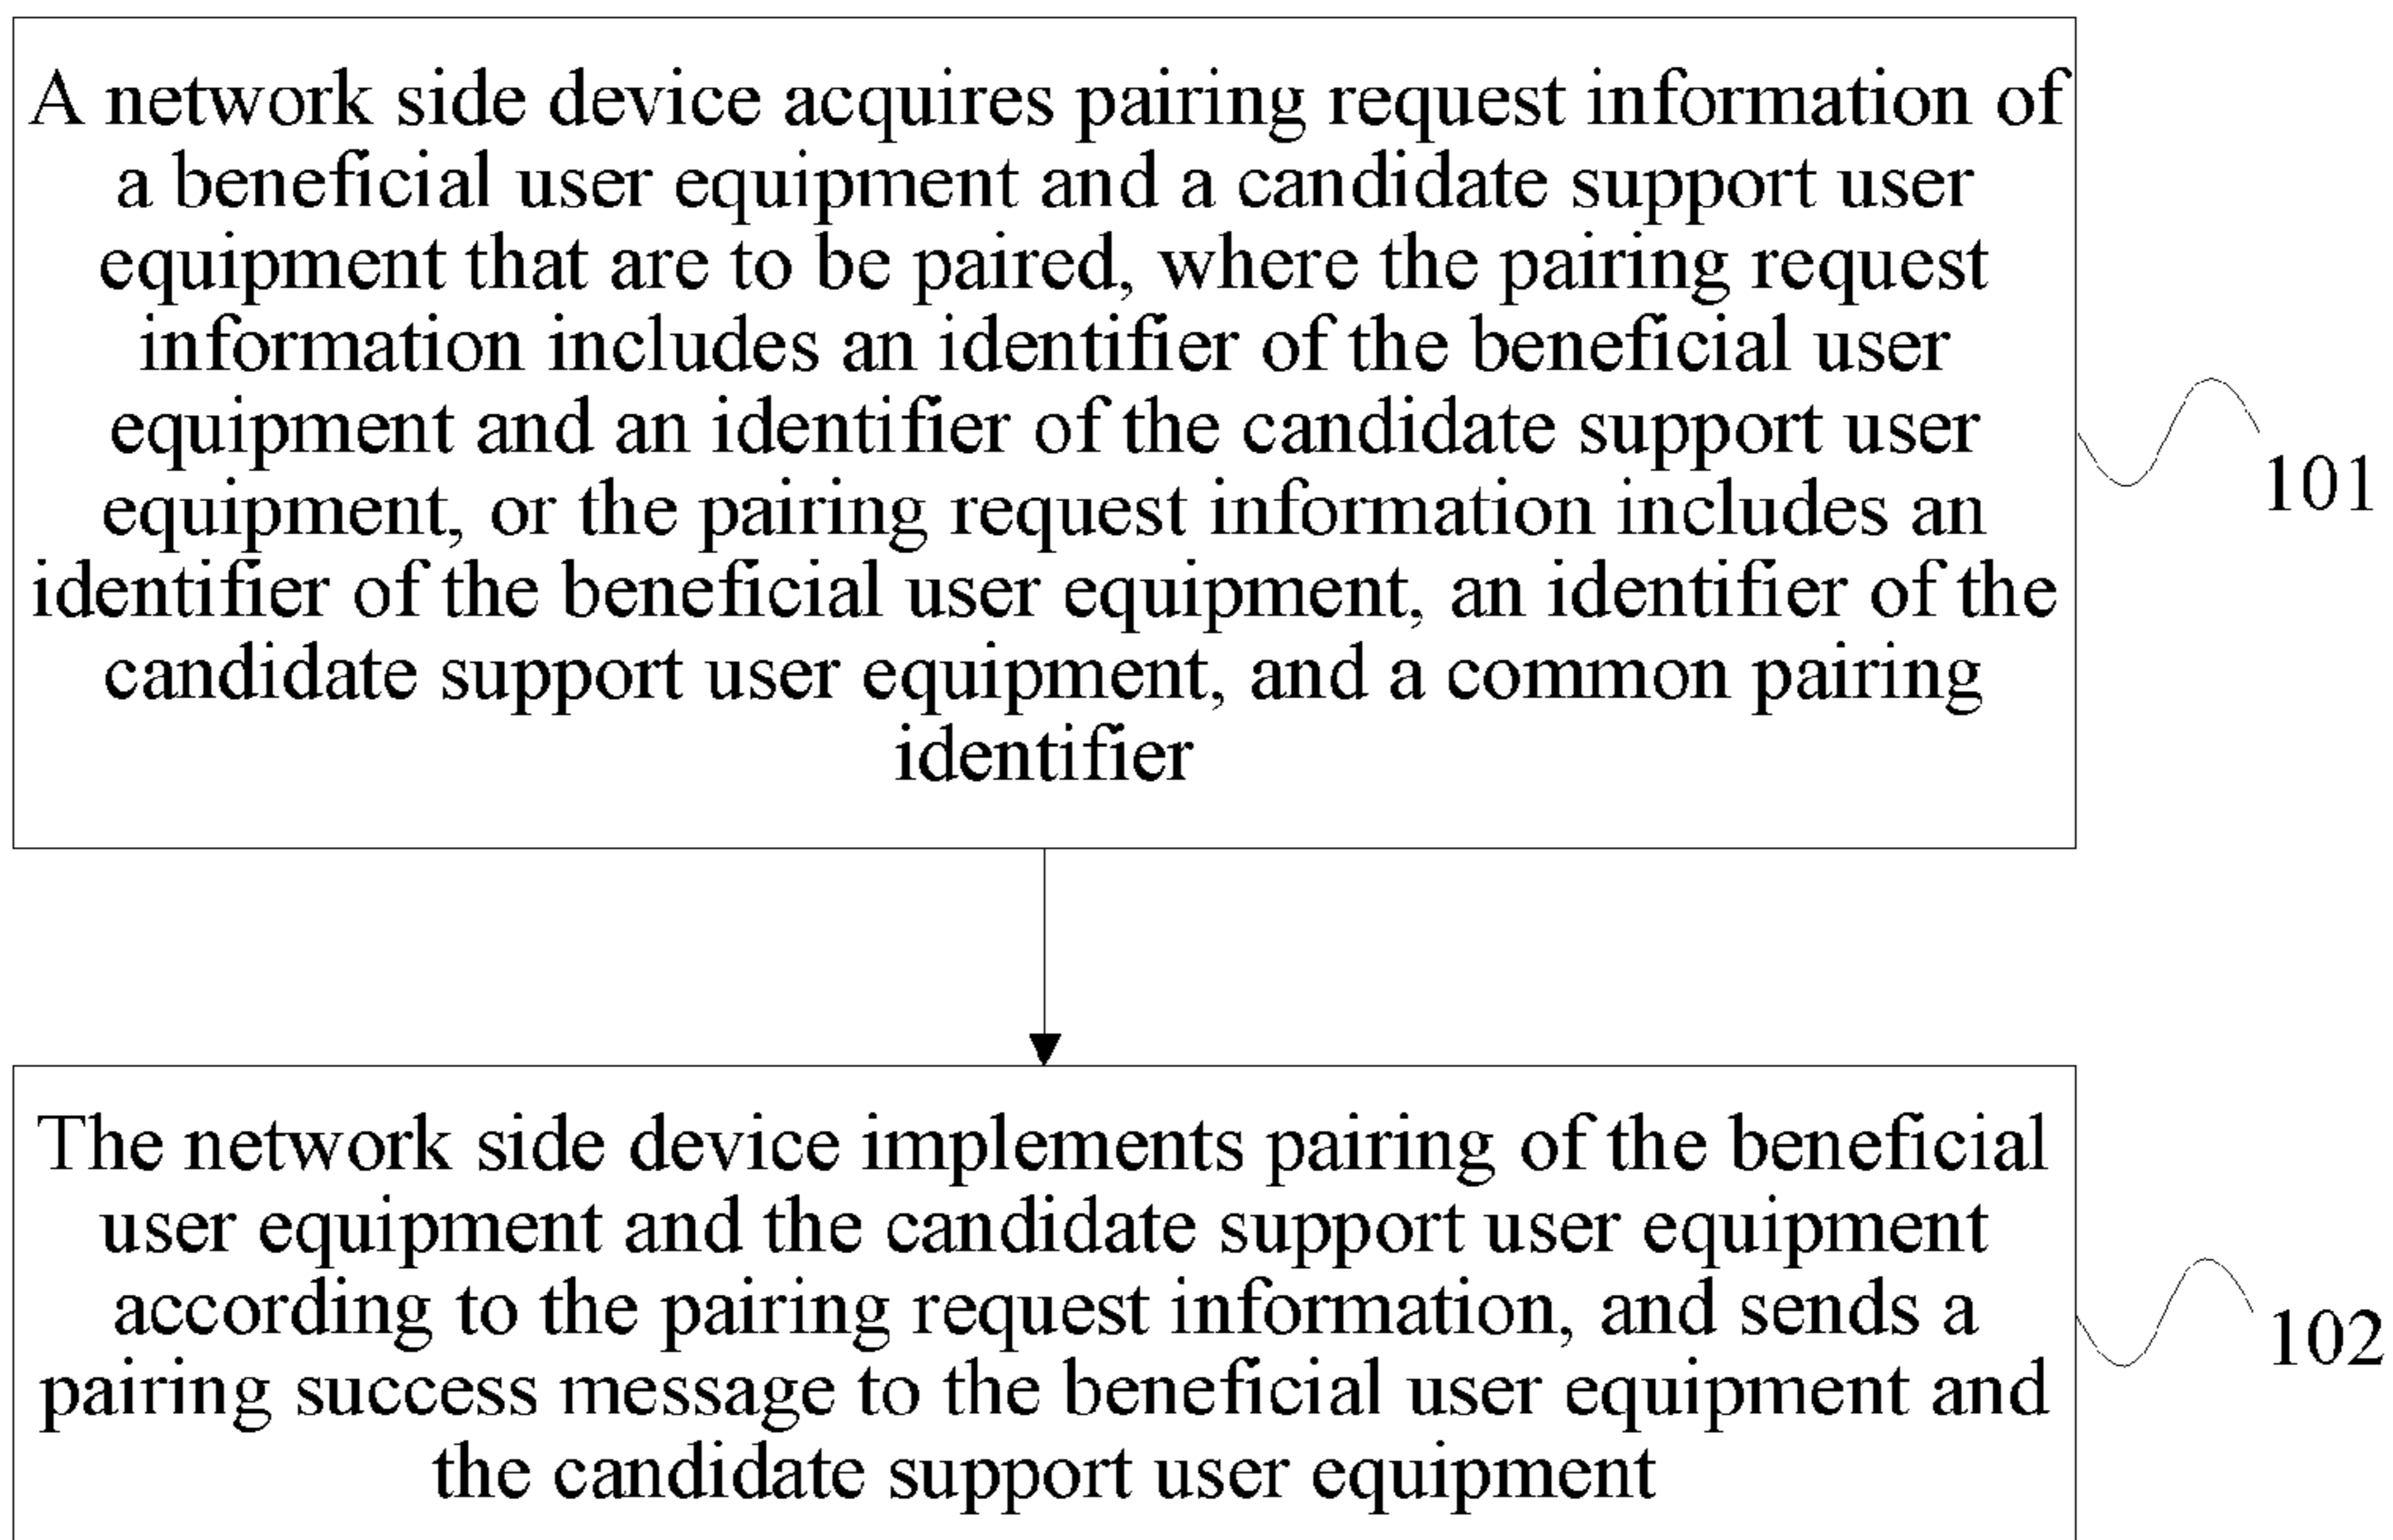 A network side device acquires pairing request information of
a beneficial user equipment and a candidate support user
equipment that are to be paired, where the pairing request
information includes an identifier of the beneficial user
equipment and an identifier of the candidate support user
equipment, or the pairing request information includes an
identifier of the beneficial user equipment, an identifier of the
candidate support user equipment, and a common pairing
identifier
101
The network side device implements pairing of the beneficial
user equipment and the candidate support user equipment
according to the pairing request information, and sends a
pairing success message to the beneficial user equipment and
the candidate support user equipment
102